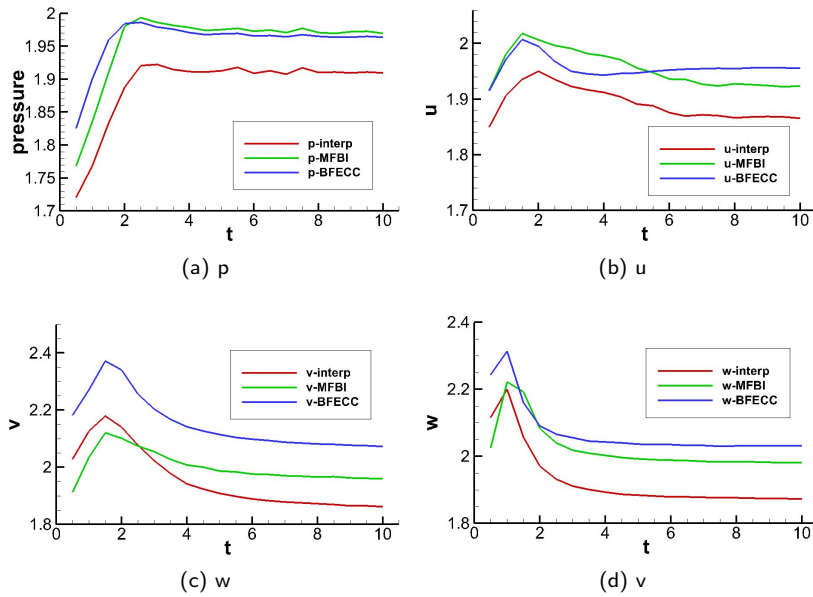 pressure
2
1.95
1.9
1.85
1.8
1.75
1.7
0 2 4 6 8 10
t
p-interp
p-MFBI
p-BFECC
(a) p
u
2
1.9
1.8
1.7
0 2 4 6 8 10
t
u-interp
u-MFBI
u-BFECC
(b) u
v
2.4
2.2
2
1.8
0 2 4 6 8 10
t
v-interp
v-MFBI
v-BFECC
(c) w
w
2.4
2.2
2
1.8
0 2 4 6 8 10
t
w-interp
w-MFBI
w-BFECC
(d) v